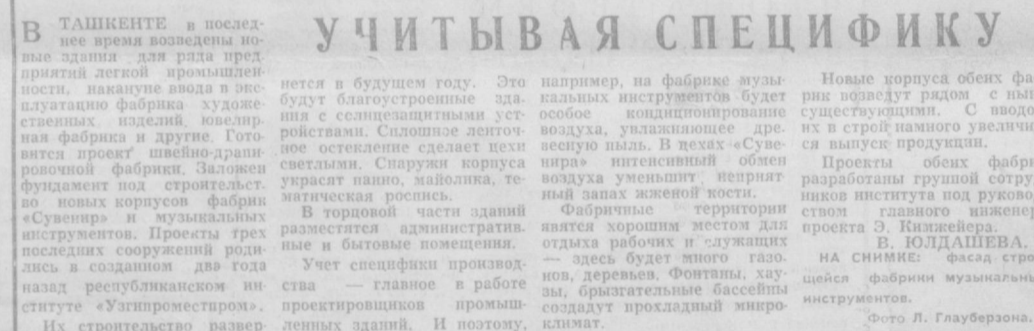 УЧИТЫВАЯ СПЕЦИФИКУ
В ТАШКЕНТЕ в послед-
нее время возведены но-
вые здания для ряда пред-
приятий легкой промышлен-
ности, накануне ввода в экс-
плуатацию фабрика художе-
ственных изделий, ювелир-
ная фабрика и другие. Гото-
вится проект швейно-драпи-
ровочной фабрики. Заложен
фундамент под строительст-
во новых корпусов фабрик
«Сувенир» и музыкальных
инструментов. Проекты трех
последних сооружений роди-
лись в созданном два года
назад республиканском ин-
ституте «Узгипроместпром».
Их строительство развер-
нется в будущем году. Это
будут благоустроенные зда-
ния с солнцезащитными уст-
ройствами. Сплошное ленточ-
ное остекление сделает цехи
светлыми. Снаружи корпуса
украсят панно, майолика, те-
матическая роспись.
В торцовой части зданий
разместятся административ-
ные и бытовые помещения.
Учет специфики производ-
ства — главное в работе
проектировщиков промыш-
ленных зданий. И поэтому,
например, на фабрике музы-
кальных инструментов будет
особое кондиционирование
воздуха, увлажняющее дре-
весную пыль. В цехах «Суве-
нира» интенсивный обмен
воздуха уменьшит неприят-
ный запах жженой кости.
Фабричные территории
явятся хорошим местом для
отдыха рабочих и служащих
— здесь будет много газо-
нов, деревьев. Фонтаны, хау-
зы, брызгательные бассейны
создадут прохладный микро-
климат.
Новые корпуса обеих фа
рик возведут рядом с нын
существующими. С вводо
их в строй намного увеличи
ся выпуск продукции.
Проекты обеих фабри
разработаны группой сотру
ников института под руково
ством главного инженер
проекта Э. Кимжейера.
В. ЮЛДАШЕВА.
НА СНИМКЕ: фасад стро
щейся фабрики музыкальн
инструментов.
Фото Л. Глауберзона.